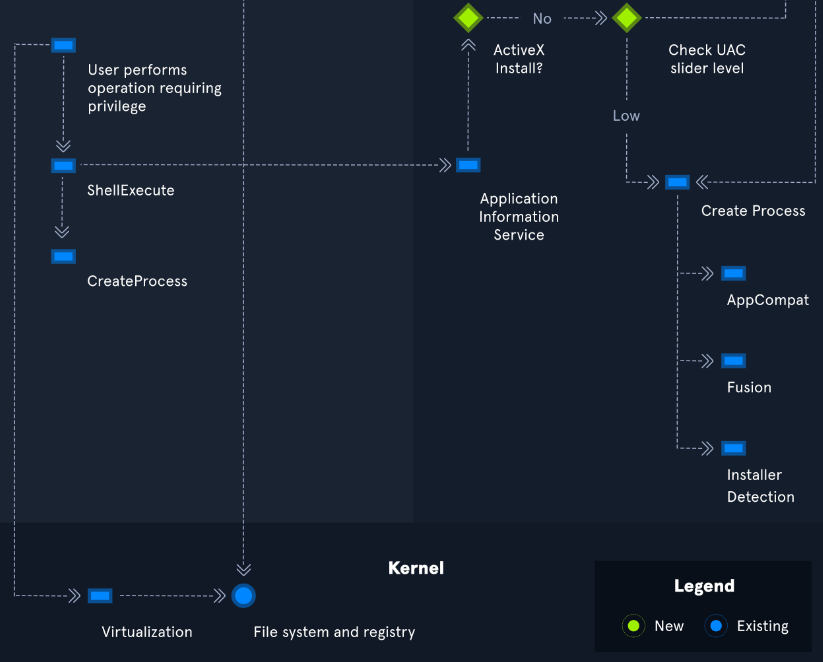 No
ActiveX
Install?
Check UAC
slider level
User performs
operation requiring
privilege
Low
ShellExecute
Application
Information
Service
Create Process
CreateProcess
AppCompat
Fusion
Installer
Detection
Kernel
Virtualization
File system and registry
Legend
New
Existing